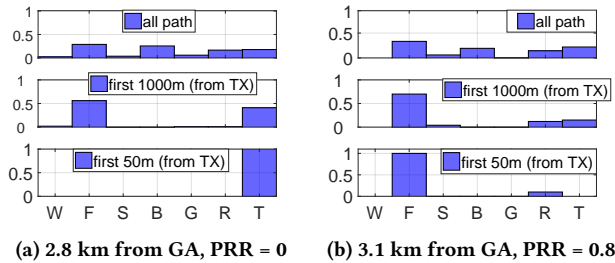 1
0.5
0
all path
1
0.5
0
first 1000m (from TX)
1
0.5
0
first 50m (from TX)
W F S B G R T
(a) 2.8 km from GA, PRR = 0
1
0.5
0
all path
1
0.5
0
first 1000m (from TX)
1
0.5
0
first 50m (from TX)
W F S B G R T
(b) 3.1 km from GA, PRR = 0.8